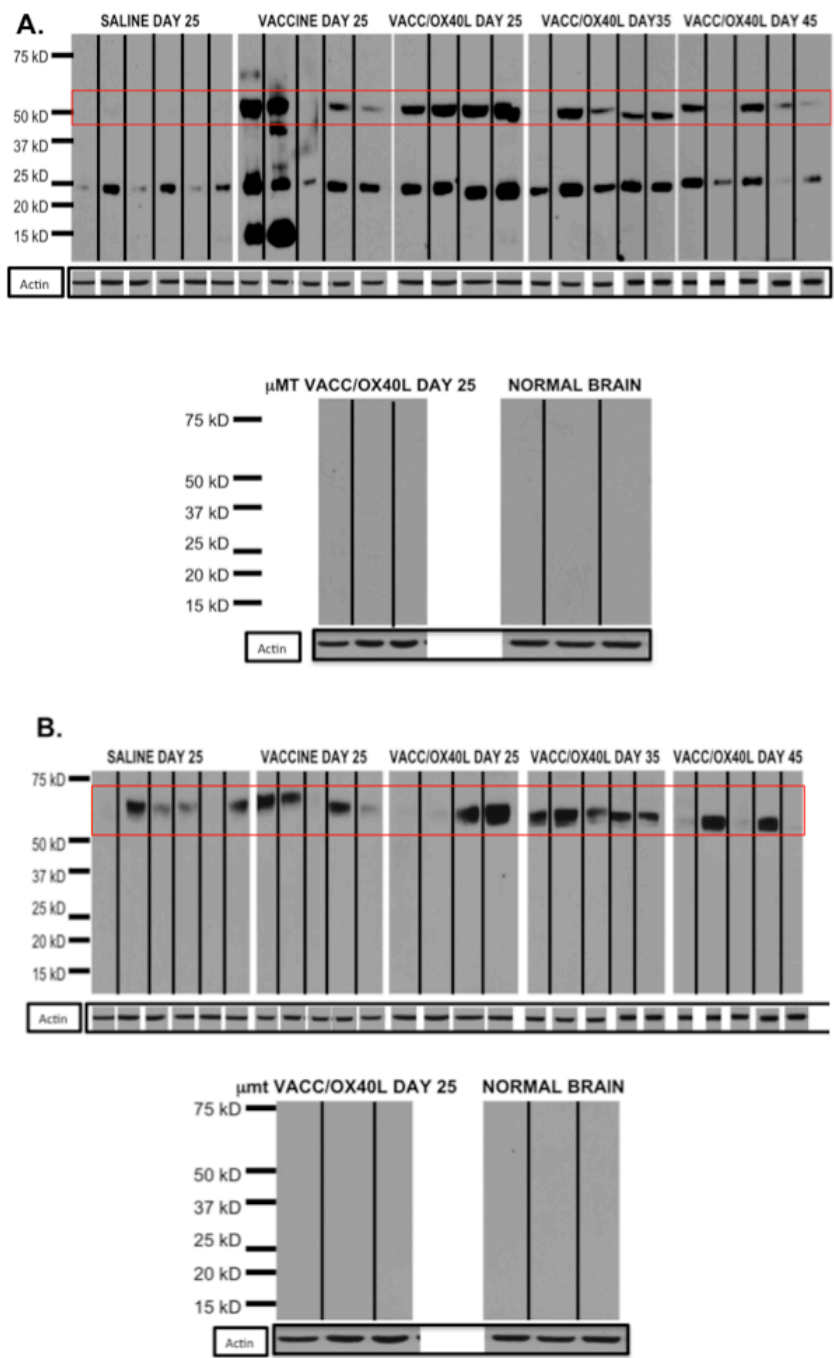 A.
SALINE DAY 25 VACCINE DAY 25 VACC/OX40L DAY 25 VACC/OX40L DAY35 VACC/OX40L DAY 45
75 kD
50 kD
37 kD
25 kD
20 kD
15 kD
Actin
μMT VACC/OX40L DAY 25 NORMAL BRAIN
75 kD
50 kD
37 kD
25 kD
20 kD
15 kD
Actin
B.
SALINE DAY 25 VACCINE DAY 25 VACC/OX40L DAY 25 VACC/OX40L DAY 35 VACC/OX40L DAY 45
75 kD
50 kD
37 kD
25 kD
20 kD
15 kD
Actin
μmt VACC/OX40L DAY 25 NORMAL BRAIN
75 kD
50 kD
37 kD
25 kD
20 kD
15 kD
Actin